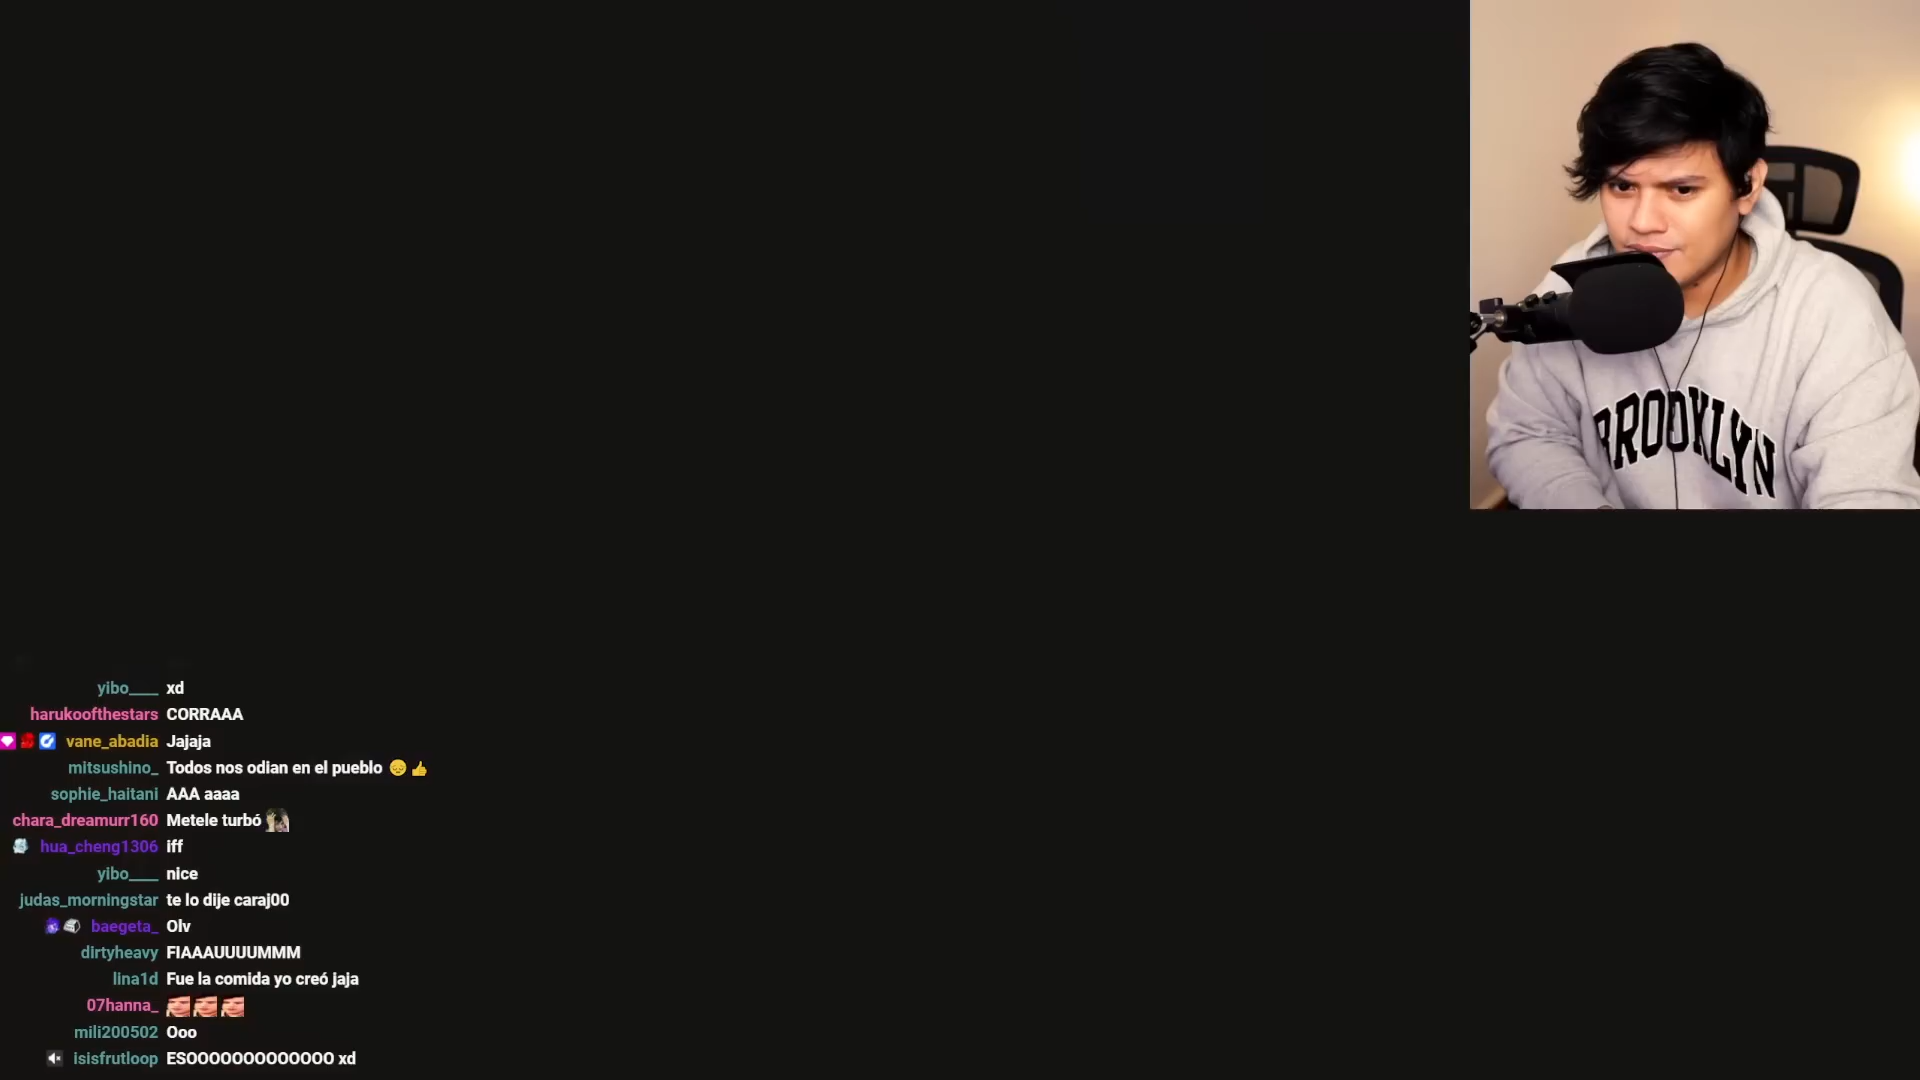 BROOKLYN
yibo____ xd
harukoofthestars CORRAAA
vane_abadia Jajaja
mitsushino_ Todos nos odian en el pueblo 😔👍
sophie_haitani AAA aaaa
chara_dreamurr160 Metele turbó
hua_cheng1306 iff
yibo____ nice
judas_morningstar te lo dije caraj00
baegeta_ Olv
dirtyheavy FIAAAUUUUMMM
lina1d Fue la comida yo creó jaja
07hanna_
mili200502 Ooo
isisfrutloop ESOOOOOOOOOOOOO xd